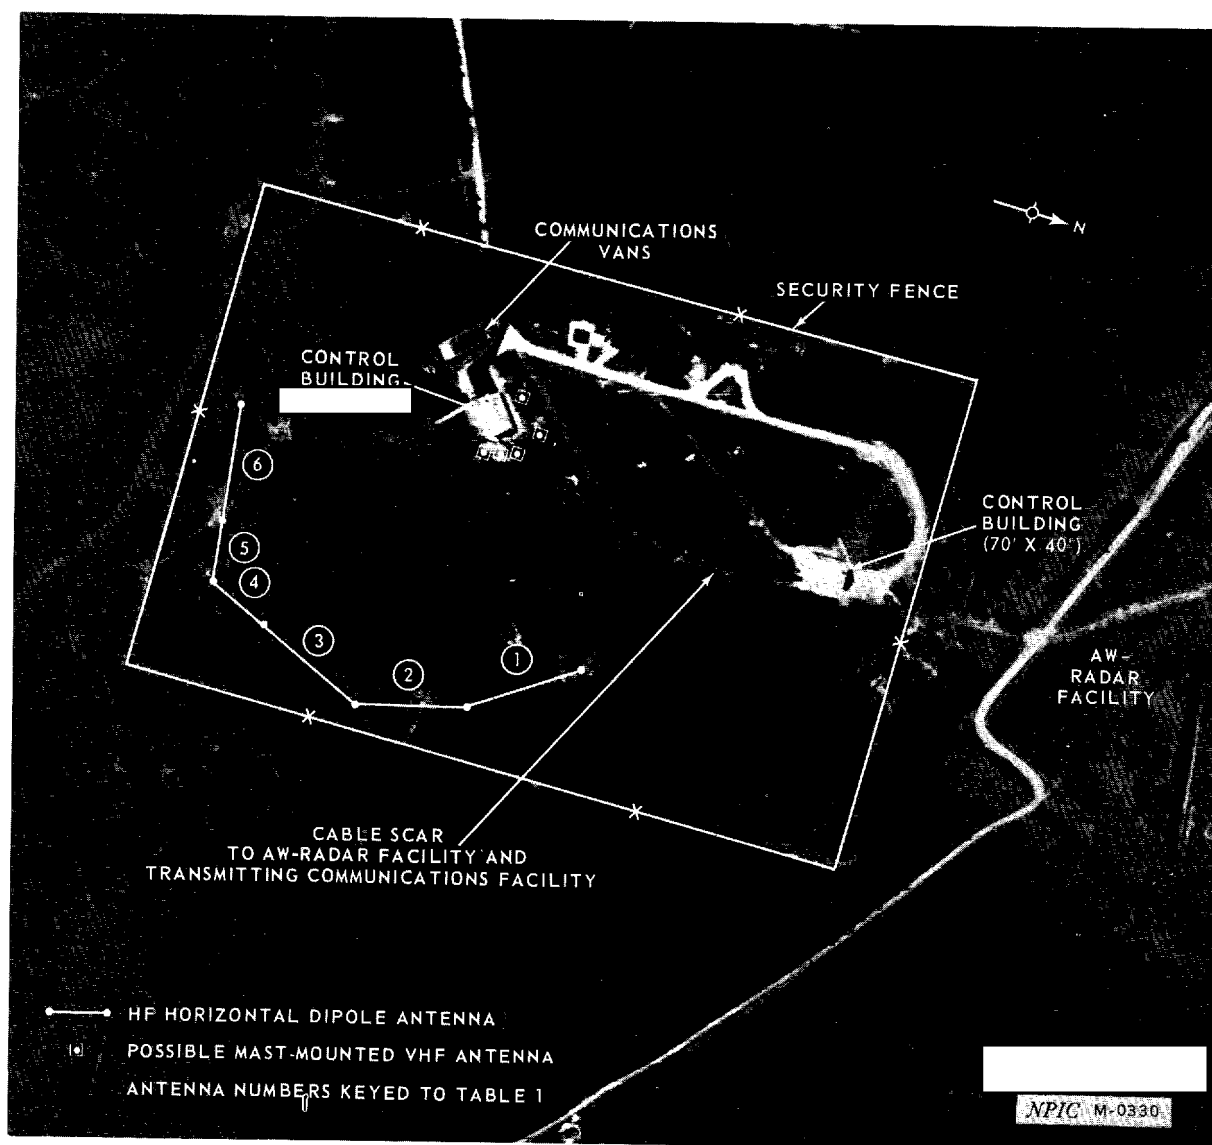 COMMUNICATIONS
VANS
N
SECURITY FENCE
CONTROL
BUILDING
6
5
4
3
2
1
CONTROL
BUILDING
(70' X 40')
AW-
RADAR
FACILITY
CABLE SCAR
TO AW-RADAR FACILITY AND
TRANSMITTING COMMUNICATIONS FACILITY
HF HORIZONTAL DIPOLE ANTENNA
POSSIBLE MAST-MOUNTED VHF ANTENNA
ANTENNA NUMBERS KEYED TO TABLE 1
NPIC M-0330